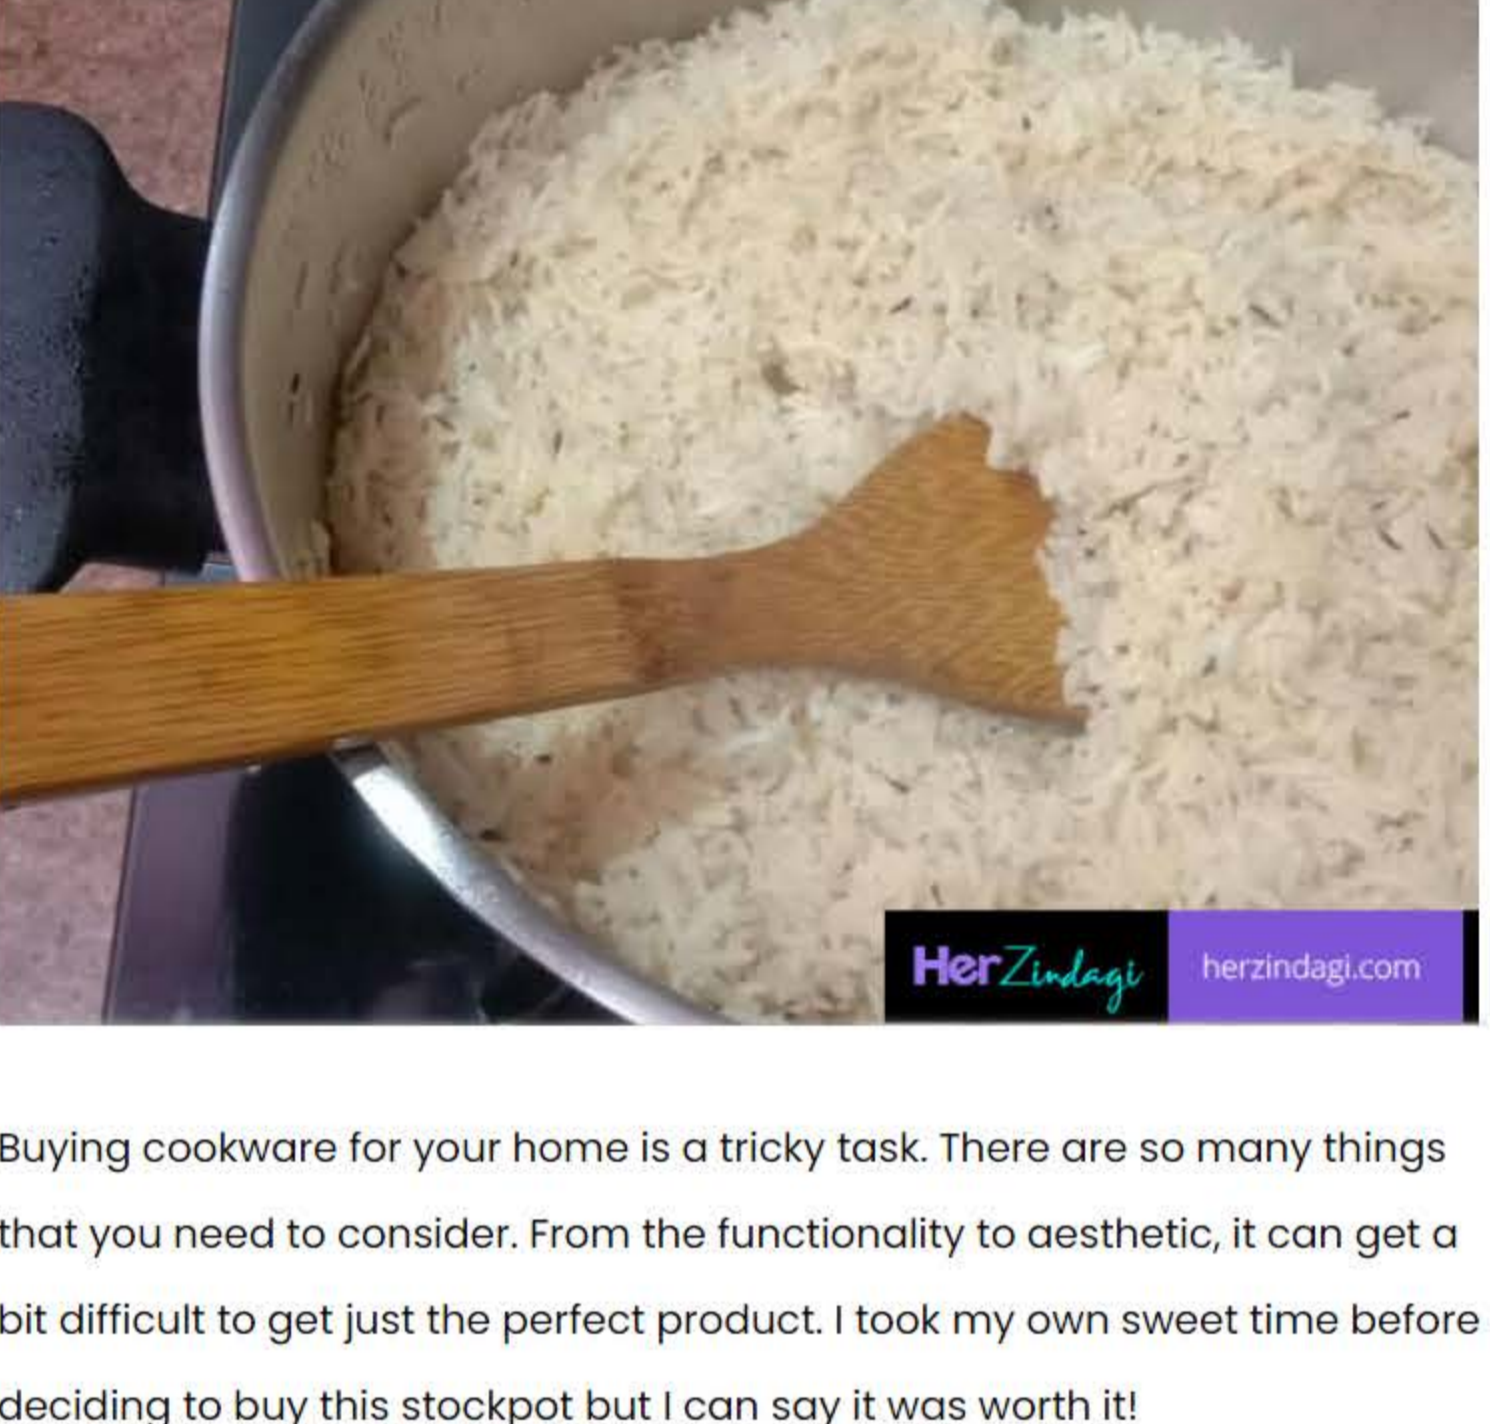 HerZindagi
herzindagi.com
Buying cookware for your home is a tricky task. There are so many things
that you need to consider. From the functionality to aesthetic, it can get a
bit difficult to get just the perfect product. I took my own sweet time before
deciding to buy this stockpot but I can say it was worth it!